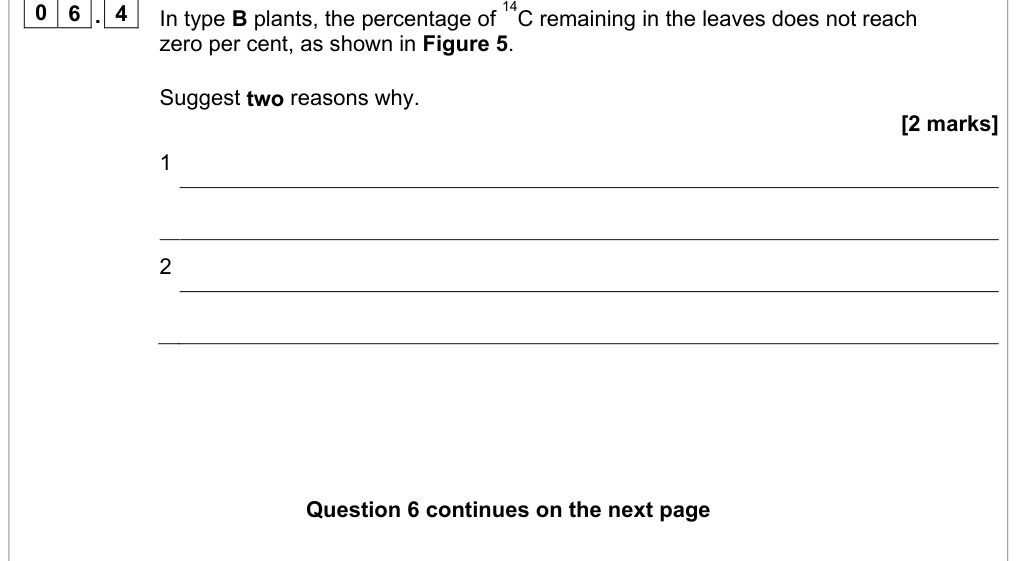 0 6 . 4 In type B plants, the percentage of ¹⁴C remaining in the leaves does not reach
zero per cent, as shown in Figure 5.
Suggest two reasons why.
[2 marks]
1
2
Question 6 continues on the next page